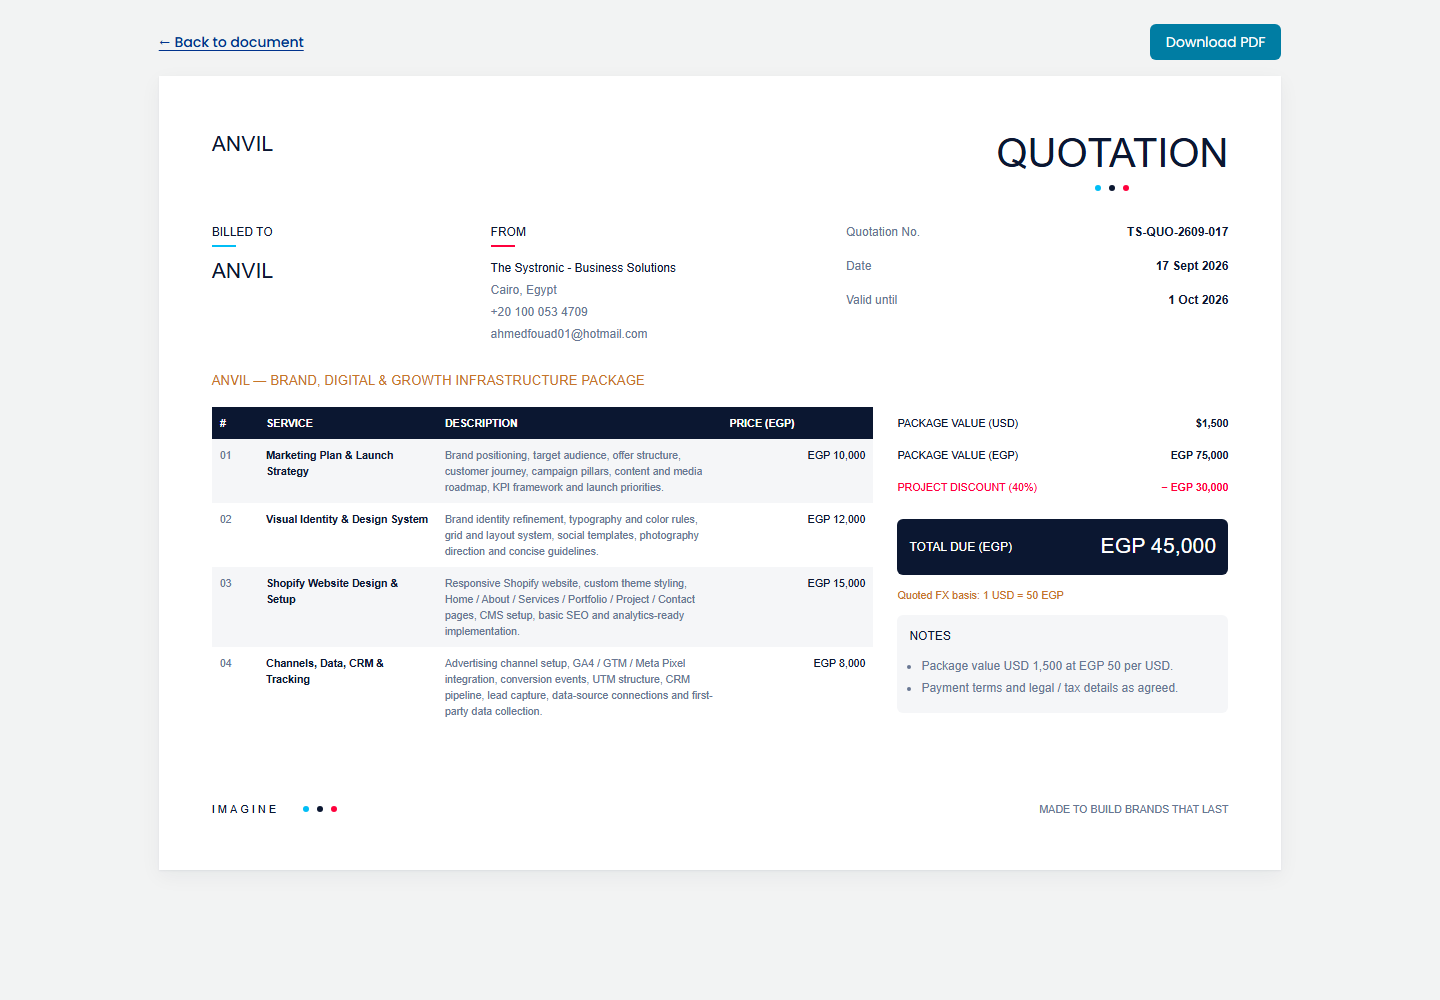 ← Back to document
Download PDF
ANVIL
QUOTATION
BILLED TO
ANVIL
FROM
The Systronic - Business Solutions
Cairo, Egypt
+20 100 053 4709
ahmedfouad01@hotmail.com
Quotation No. TS-QUO-2609-017
Date 17 Sept 2026
Valid until 1 Oct 2026
ANVIL — BRAND, DIGITAL & GROWTH INFRASTRUCTURE PACKAGE
# SERVICE DESCRIPTION PRICE (EGP)
01 Marketing Plan & Launch Brand positioning, target audience, offer structure, EGP 10,000
Strategy customer journey, campaign pillars, content and media
roadmap, KPI framework and launch priorities.
02 Visual Identity & Design System Brand identity refinement, typography and color rules, EGP 12,000
grid and layout system, social templates, photography
direction and concise guidelines.
03 Shopify Website Design & Responsive Shopify website, custom theme styling, EGP 15,000
Setup Home / About / Services / Portfolio / Project / Contact
pages, CMS setup, basic SEO and analytics-ready
implementation.
04 Channels, Data, CRM & Advertising channel setup, GA4 / GTM / Meta Pixel EGP 8,000
Tracking integration, conversion events, UTM structure, CRM
pipeline, lead capture, data-source connections and first-
party data collection.
PACKAGE VALUE (USD) $1,500
PACKAGE VALUE (EGP) EGP 75,000
PROJECT DISCOUNT (40%) − EGP 30,000
TOTAL DUE (EGP) EGP 45,000
Quoted FX basis: 1 USD = 50 EGP
NOTES
• Package value USD 1,500 at EGP 50 per USD.
• Payment terms and legal / tax details as agreed.
IMAGINE
MADE TO BUILD BRANDS THAT LAST